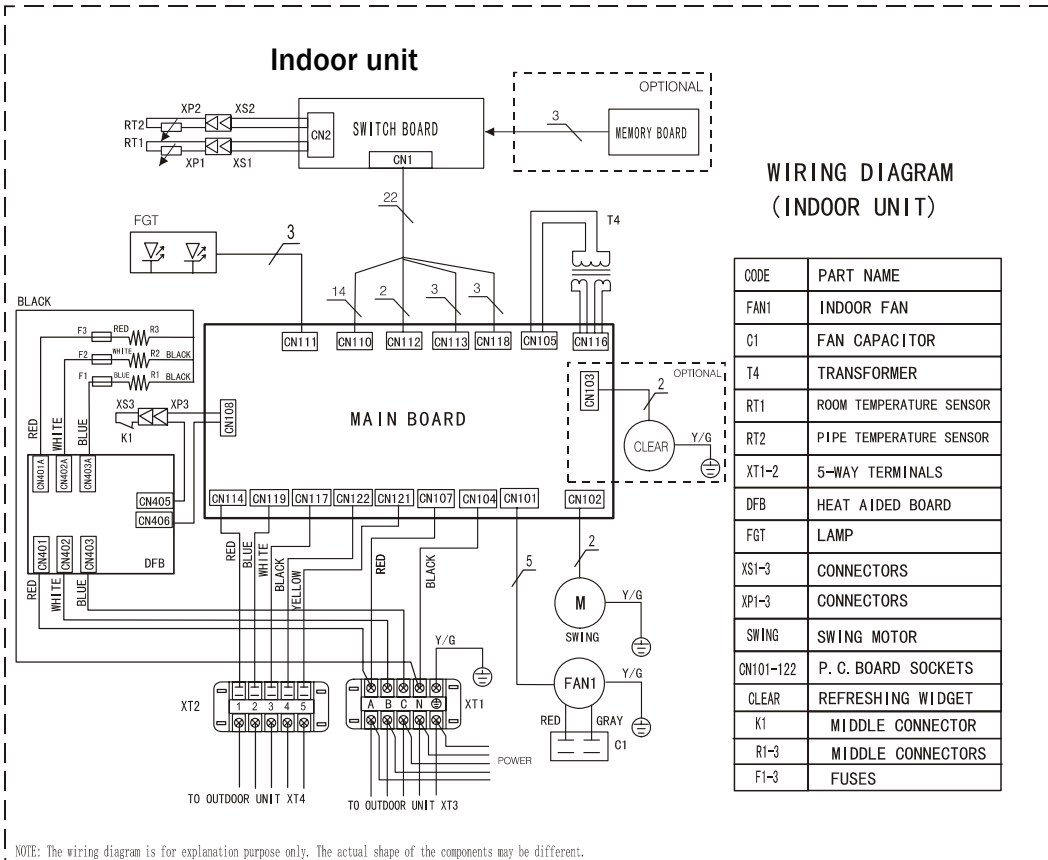 Indoor unit
OPTIONAL
XP2 XS2
RT2
CN2
SWITCH BOARD
3
MEMORY BOARD
RT1
XP1 XS1
CN1
WIRING DIAGRAM
(INDOOR UNIT)
22
FGT
3
T4
14 2 3 3
BLACK
CN111 CN110 CN112 CN113 CN118 CN105 CN116
F3 RED R3
F2 WHITE R2 BLACK
F1 BLUE R1 BLACK
XS3 XP3
K1
CN108
MAIN BOARD
OPTIONAL
CN103
2
CLEAR
Y/G
RED WHITE BLUE
CN401A CN402A CN403A
CN405
CN406
CN401 CN402 CN403
DFB
CN114 CN119 CN117 CN122 CN121 CN107 CN104 CN101 CN102
RED BLUE WHITE BLACK YELLOW RED BLACK
5
2
RED WHITE BLUE
M
Y/G
SWING
Y/G
XT2
1 2 3 4 5
A B C N
XT1
FAN1
Y/G
RED GRAY
C1
POWER
TO OUTDOOR UNIT XT4
TO OUTDOOR UNIT XT3
CODE PART NAME
FAN1 INDOOR FAN
C1 FAN CAPACITOR
T4 TRANSFORMER
RT1 ROOM TEMPERATURE SENSOR
RT2 PIPE TEMPERATURE SENSOR
XT1-2 5-WAY TERMINALS
DFB HEAT AIDED BOARD
FGT LAMP
XS1-3 CONNECTORS
XP1-3 CONNECTORS
SWING SWING MOTOR
CN101-122 P.C.BOARD SOCKETS
CLEAR REFRESHING WIDGET
K1 MIDDLE CONNECTOR
R1-3 MIDDLE CONNECTORS
F1-3 FUSES
NOTE: The wiring diagram is for explanation purpose only. The actual shape of the components may be different.